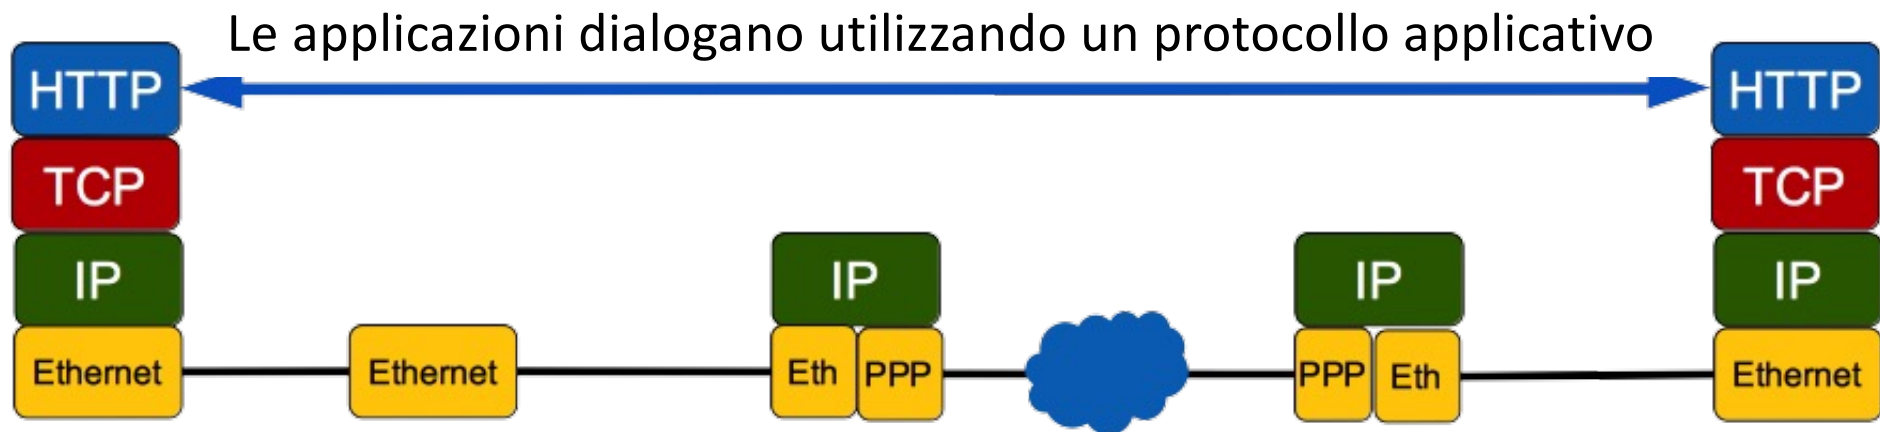 Le applicazioni dialogano utilizzando un protocollo applicativo
HTTP HTTP
TCP TCP
IP IP IP IP
Ethernet Ethernet Eth PPP PPP Eth Ethernet